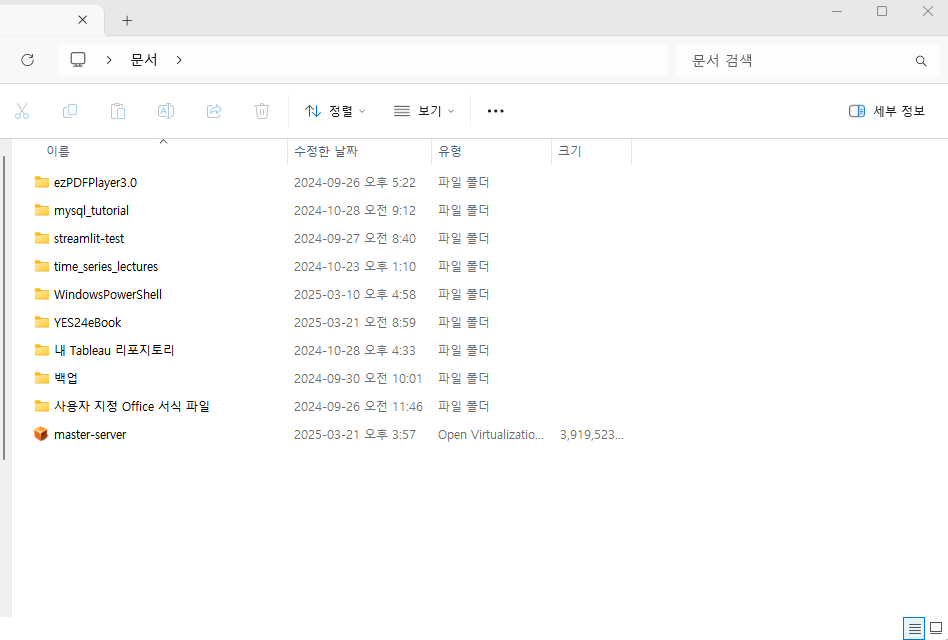 문서
문서 검색
정렬 보기 세부 정보
이름 수정한 날짜 유형 크기
ezPDFPlayer3.0 2024-09-26 오후 5:22 파일 폴더
mysql_tutorial 2024-10-28 오전 9:12 파일 폴더
streamlit-test 2024-09-27 오전 8:40 파일 폴더
time_series_lectures 2024-10-23 오후 1:10 파일 폴더
WindowsPowerShell 2025-03-10 오후 4:58 파일 폴더
YES24eBook 2025-03-21 오전 8:59 파일 폴더
내 Tableau 리포지토리 2024-10-28 오후 4:33 파일 폴더
백업 2024-09-30 오전 10:01 파일 폴더
사용자 지정 Office 서식 파일 2024-09-26 오전 11:46 파일 폴더
master-server 2025-03-21 오후 3:57 Open Virtualizatio... 3,919,523...